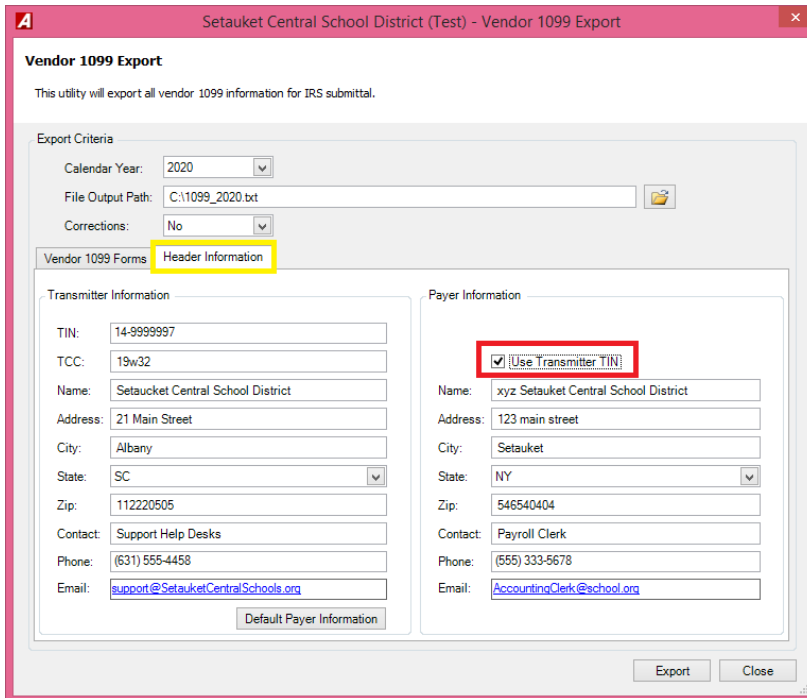 Setauket Central School District (Test) - Vendor 1099 Export
Vendor 1099 Export
This utility will export all vendor 1099 information for IRS submittal.
Export Criteria
Calendar Year: 2020
File Output Path: C:\1099_2020.txt
Corrections: No
Vendor 1099 Forms Header Information
Transmitter Information
TIN: 14-9999997
TCC: 19w32
Name: Setaucket Central School District
Address: 21 Main Street
City: Albany
State: SC
Zip: 112220505
Contact: Support Help Desks
Phone: (631) 555-4458
Email: support@SetauketCentralSchools.org
Default Payer Information
Payer Information
Use Transmitter TIN
Name: xyz Setauket Central School District
Address: 123 main street
City: Setauket
State: NY
Zip: 546540404
Contact: Payroll Clerk
Phone: (555) 333-5678
Email: AccountingClerk@school.org
Export Close